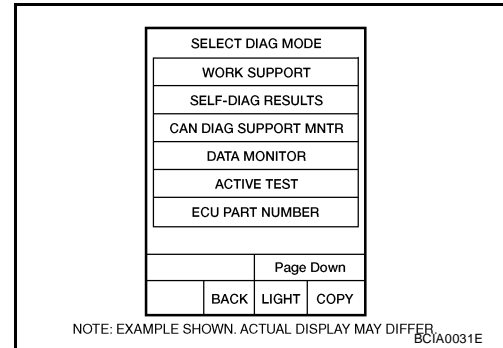 SELECT DIAG MODE
WORK SUPPORT
SELF-DIAG RESULTS
CAN DIAG SUPPORT MNTR
DATA MONITOR
ACTIVE TEST
ECU PART NUMBER
Page Down
BACK LIGHT COPY
NOTE: EXAMPLE SHOWN. ACTUAL DISPLAY MAY DIFFER.
BCIA0031E